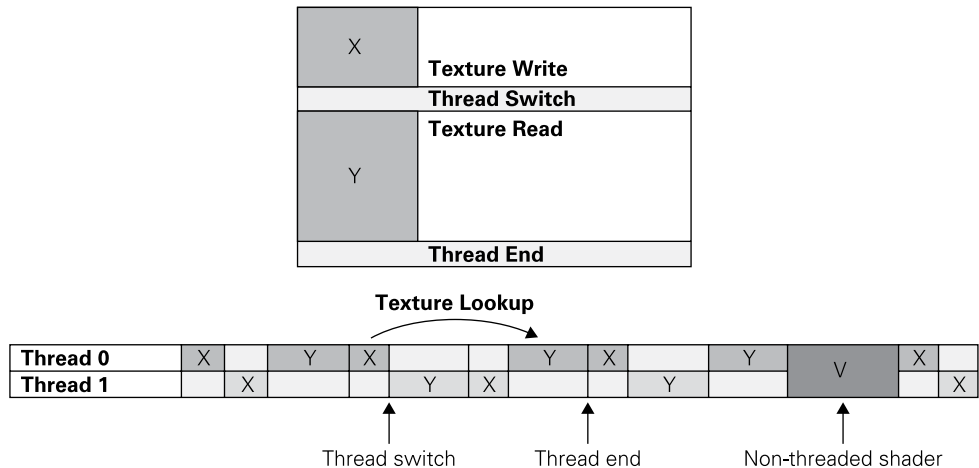 X
Texture Write
Thread Switch
Texture Read
Y
Thread End
Texture Lookup
Thread 0 X Y X Y X Y V X
Thread 1 X Y X Y X
Thread switch Thread end Non-threaded shader